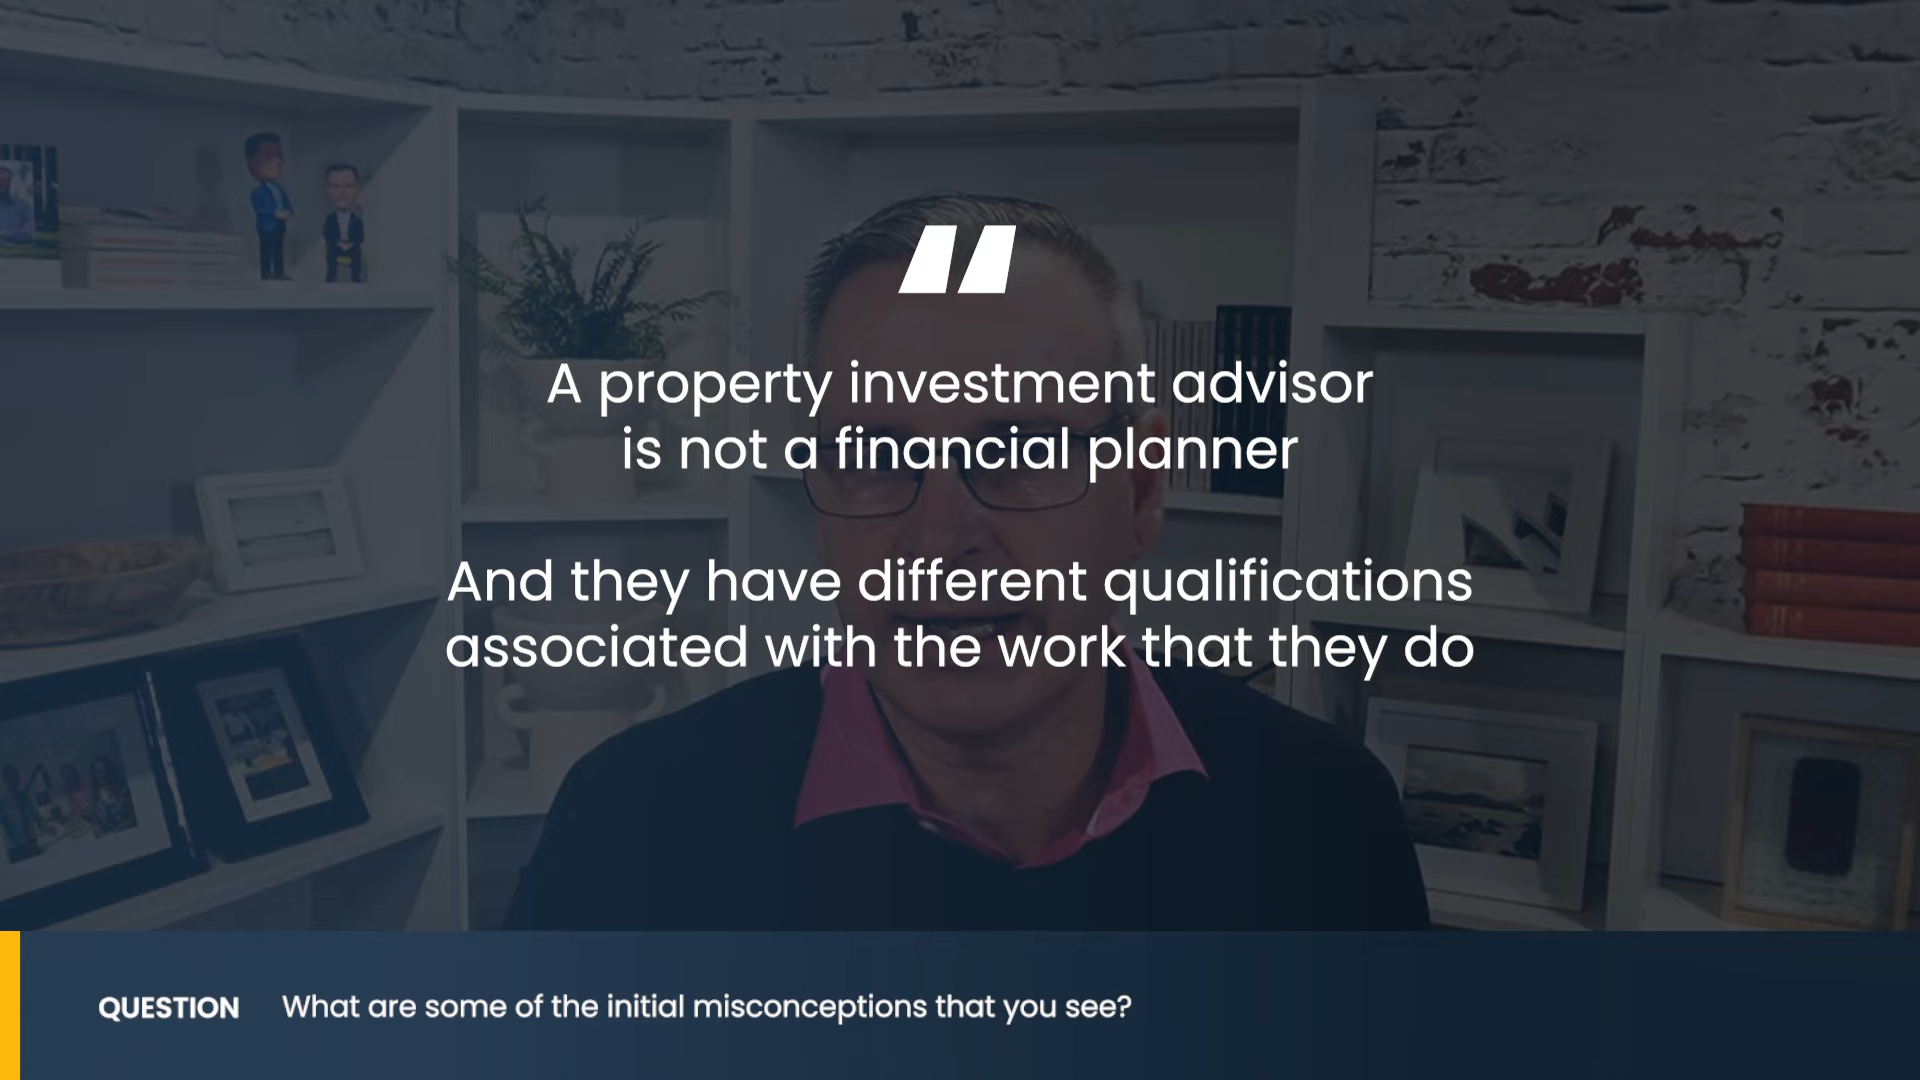 A property investment advisor
is not a financial planner
And they have different qualifications
associated with the work that they do
QUESTION What are some of the initial misconceptions that you see?